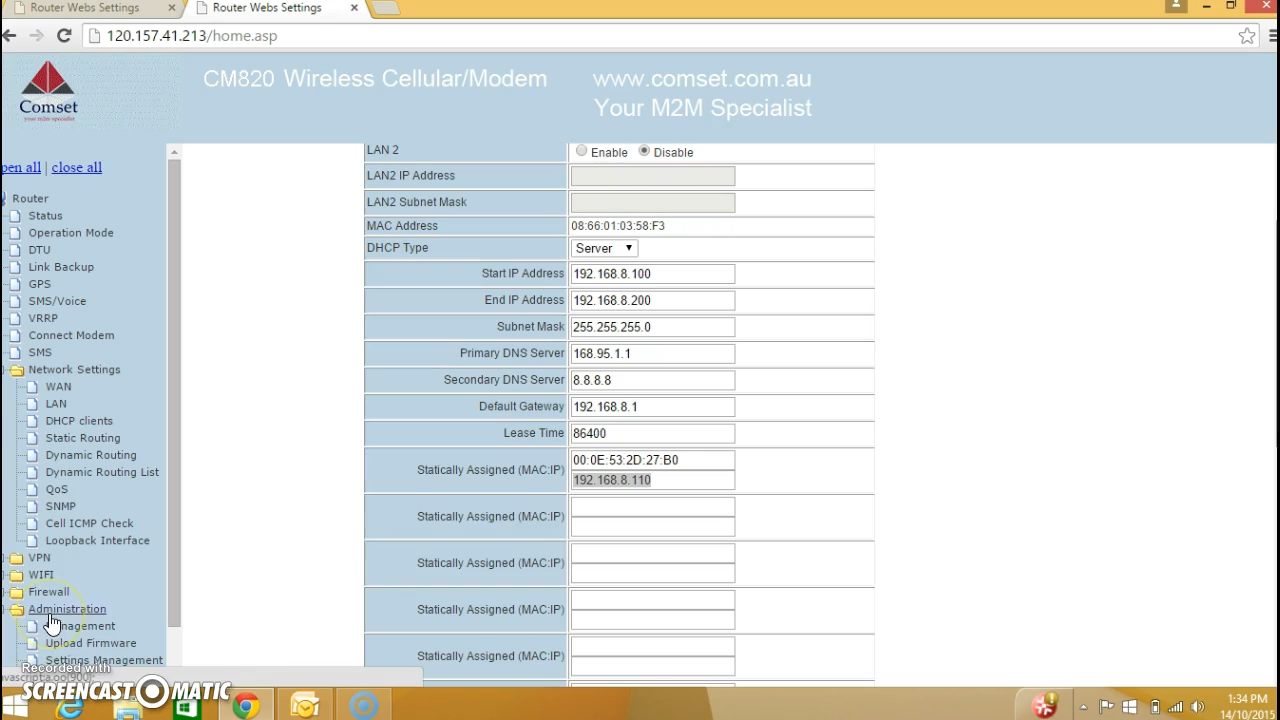 Router Webs Settings
Router Webs Settings
120.157.41.213/home.asp
Comset
your m2m specialist
CM820 Wireless Cellular/Modem
www.comset.com.au
Your M2M Specialist
pen all | close all
Router
Status
Operation Mode
DTU
Link Backup
GPS
SMS/Voice
VRRP
Connect Modem
SMS
Network Settings
WAN
LAN
DHCP clients
Static Routing
Dynamic Routing
Dynamic Routing List
QoS
SNMP
Cell ICMP Check
Loopback Interface
VPN
WIFI
Firewall
Administration
nagement
Upload Firmware
Settings Management
LAN 2 Enable Disable
LAN2 IP Address
LAN2 Subnet Mask
MAC Address 08:66:01:03:58:F3
DHCP Type Server
Start IP Address 192.168.8.100
End IP Address 192.168.8.200
Subnet Mask 255.255.255.0
Primary DNS Server 168.95.1.1
Secondary DNS Server 8.8.8.8
Default Gateway 192.168.8.1
Lease Time 86400
Statically Assigned (MAC:IP) 00:0E:53:2D:27:B0
192.168.8.110
Statically Assigned (MAC:IP)
Statically Assigned (MAC:IP)
Statically Assigned (MAC:IP)
Statically Assigned (MAC:IP)
Recorded with
avascript:a.oo(900);
SCREENCAST MATIC
1:34 PM
14/10/2015